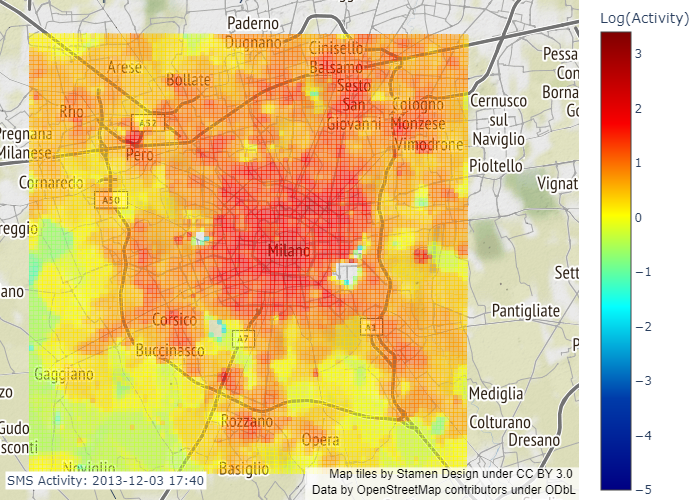 Paderno
Dugnano
Cinisello
Balsamo
Arese
Bollate
Sesto
San
Giovanni
Pessa
Con
Borna
Go
Rho
A52
Cologno
Monzese
Cernusco
sul
Naviglio
Pregnana
Milanese
Pero
Vimodrone
Pioltello
Cornaredo
A50
Vignat
reggio
Milano
Sett
ano
Corsico
A7
A1
Pantigliate
Buccinasco
P
Gaggiano
zo
Mediglia
Gudo
sconti
Rozzano
Opera
Colturano
Dresano
Noviglio
Basiglio
SMS Activity: 2013-12-03 17:40
Map tiles by Stamen Design under CC BY 3.0
Data by OpenStreetMap contributors under ODbL
Log(Activity)
3
2
1
0
−1
−2
−3
−4
−5